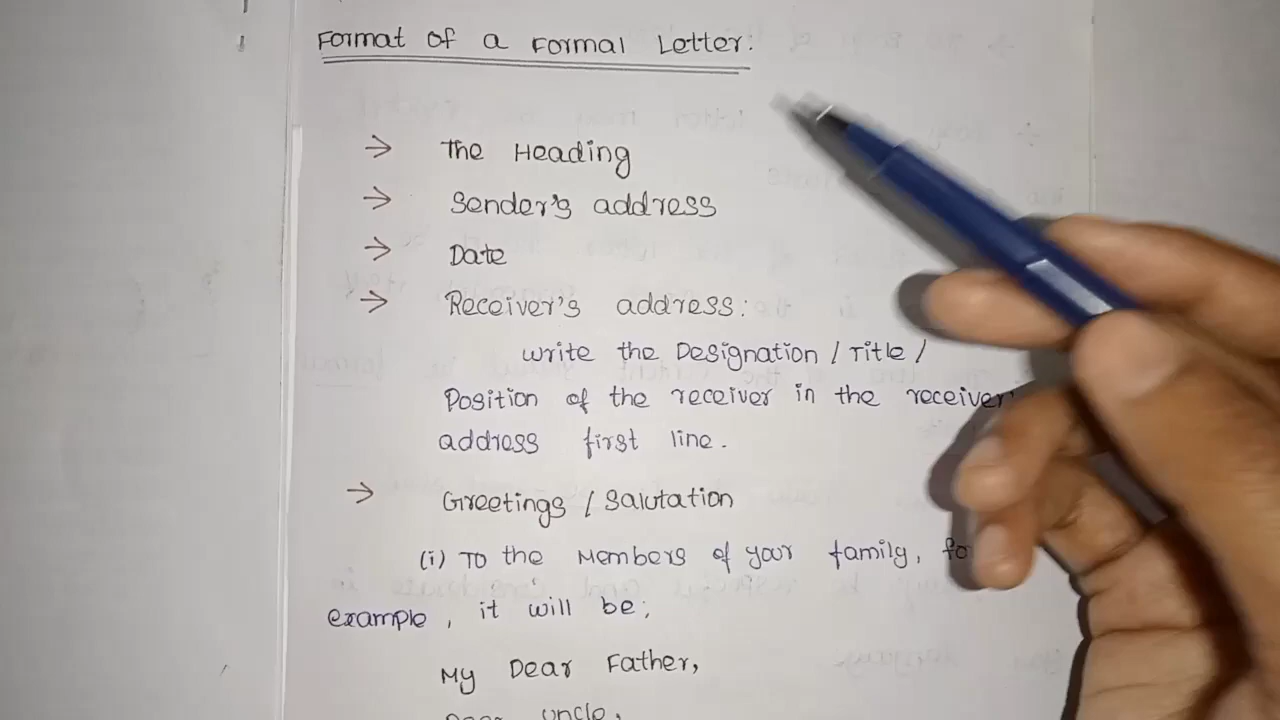 Format of a Formal Letter:
→ The Heading
→ Sender's address
→ Date
→ Receiver's address:
write the Designation / Title /
Position of the receiver in the
address first line.
→ Greetings / Salutation
(i) To the Members of your family,
example, it will be;
My Dear Father,
Dear uncle,